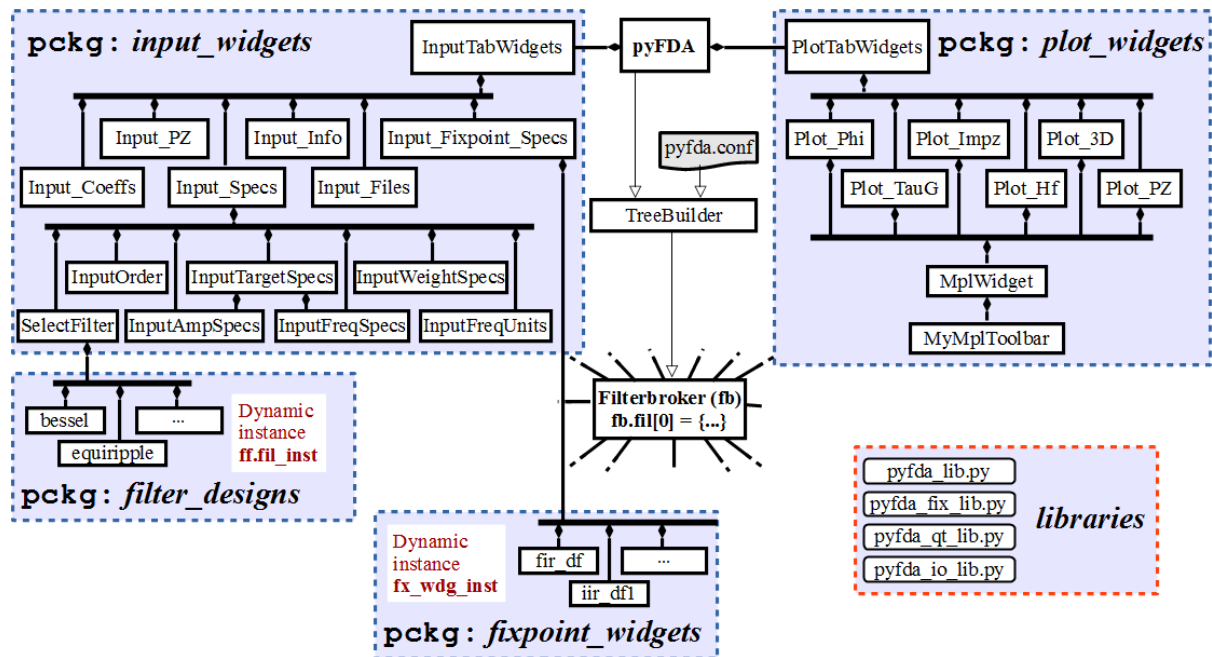 pckg: input_widgets
InputTabWidgets
pyFDA
PlotTabWidgets
pckg: plot_widgets
Input_PZ
Input_Info
Input_Fixpoint_Specs
Input_Coeffs
Input_Specs
Input_Files
pyfda.conf
TreeBuilder
Plot_Phi
Plot_Impz
Plot_3D
Plot_TauG
Plot_Hf
Plot_PZ
InputOrder
InputTargetSpecs
InputWeightSpecs
SelectFilter
InputAmpSpecs
InputFreqSpecs
InputFreqUnits
MplWidget
MyMplToolbar
Filterbroker (fb)
fb.fil[0] = {...}
bessel
...
equiripple
Dynamic
instance
ff.fil_inst
pckg: filter_designs
Dynamic
instance
fx_wdg_inst
fir_df
...
iir_df1
pckg: fixpoint_widgets
pyfda_lib.py
pyfda_fix_lib.py
pyfda_qt_lib.py
pyfda_io_lib.py
libraries